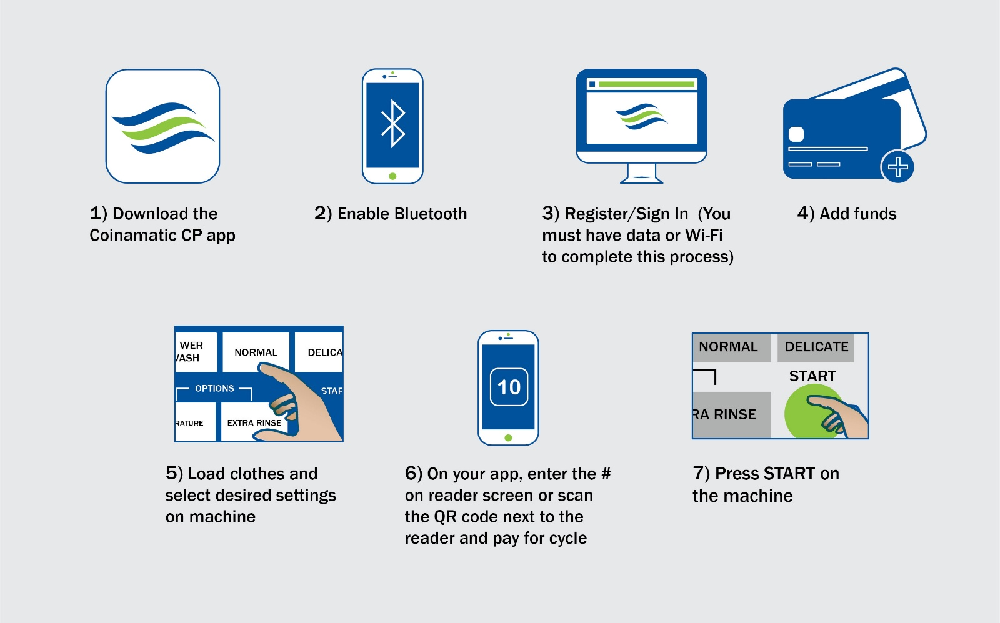 1) Download the
Coinamatic CP app
2) Enable Bluetooth
3) Register/Sign In (You
must have data or Wi-Fi
to complete this process)
4) Add funds
WER
NORMAL
DELICA
ASH
OPTIONS
STAR
RATURE
EXTRA RINSE
5) Load clothes and
select desired settings
on machine
10
6) On your app, enter the #
on reader screen or scan
the QR code next to the
reader and pay for cycle
NORMAL
DELICATE
START
RA RINSE
7) Press START on
the machine